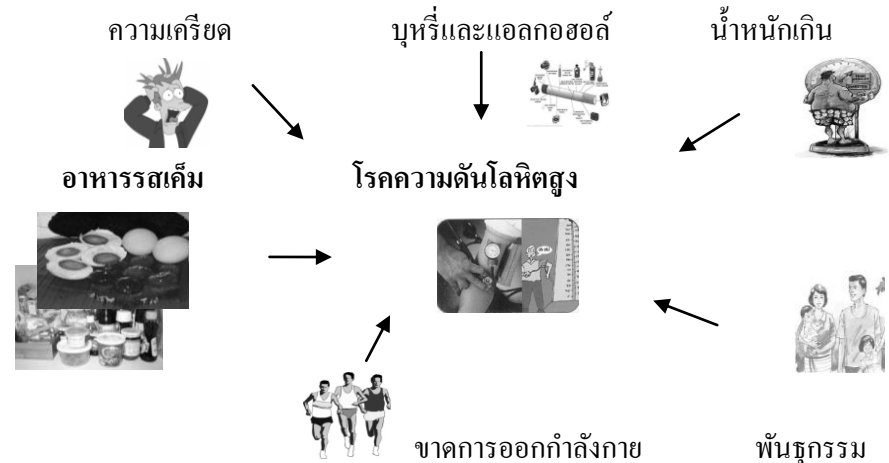 ความเครียด
บุหรี่และแอลกอฮอล์
น้ำหนักเกิน
อาหารรสเค็ม
โรคความดันโลหิตสูง
ขาดการออกกำลังกาย
พันธุกรรม